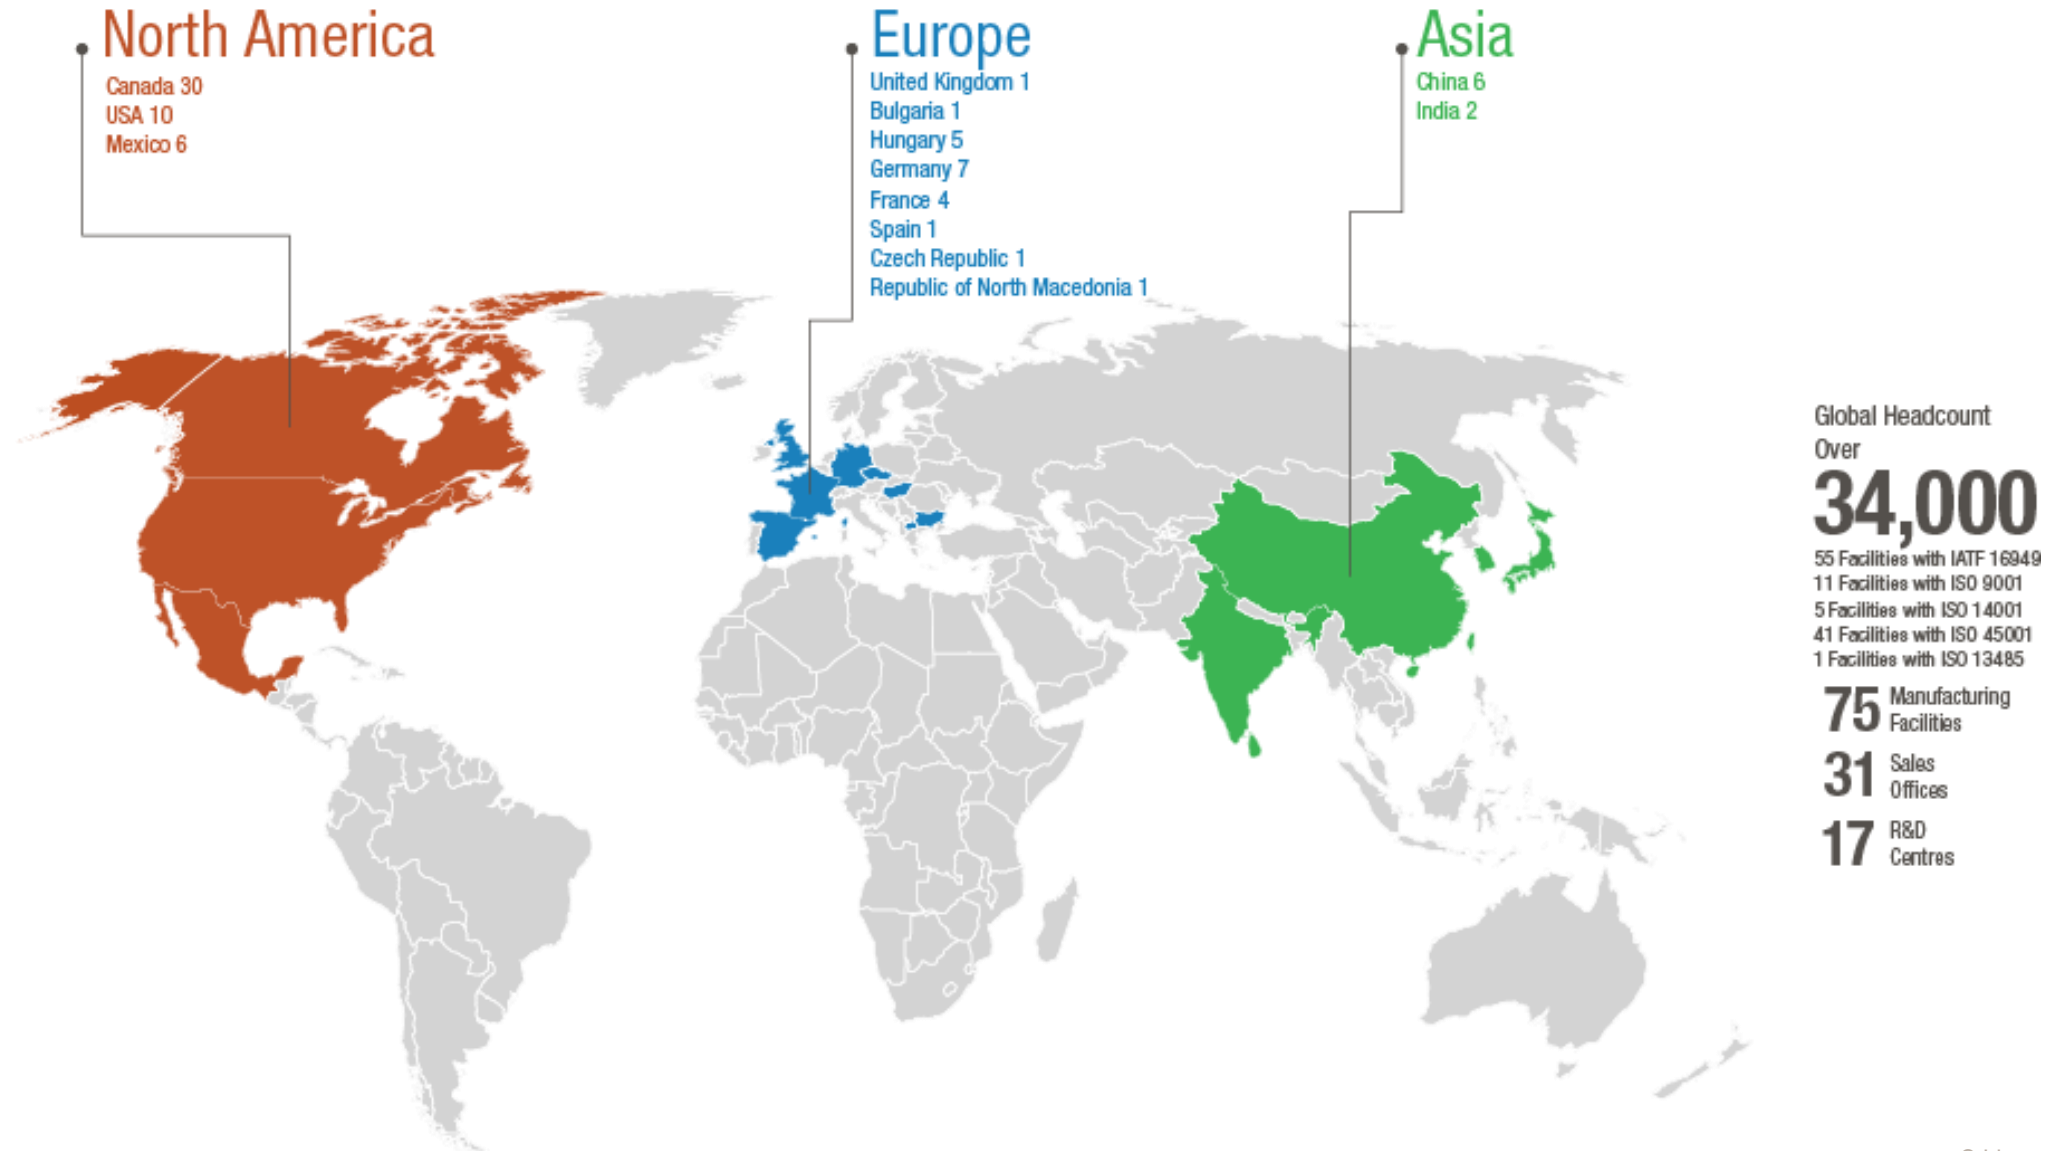 North America
Canada 30
USA 10
Mexico 6
Europe
United Kingdom 1
Bulgaria 1
Hungary 5
Germany 7
France 4
Spain 1
Czech Republic 1
Republic of North Macedonia 1
Asia
China 6
India 2
Global Headcount
Over
34,000
55 Facilities with IATF 16949
11 Facilities with ISO 9001
5 Facilities with ISO 14001
41 Facilities with ISO 45001
1 Facilities with ISO 13485
75 Manufacturing
Facilities
31 Sales
Offices
17 R&D
Centres